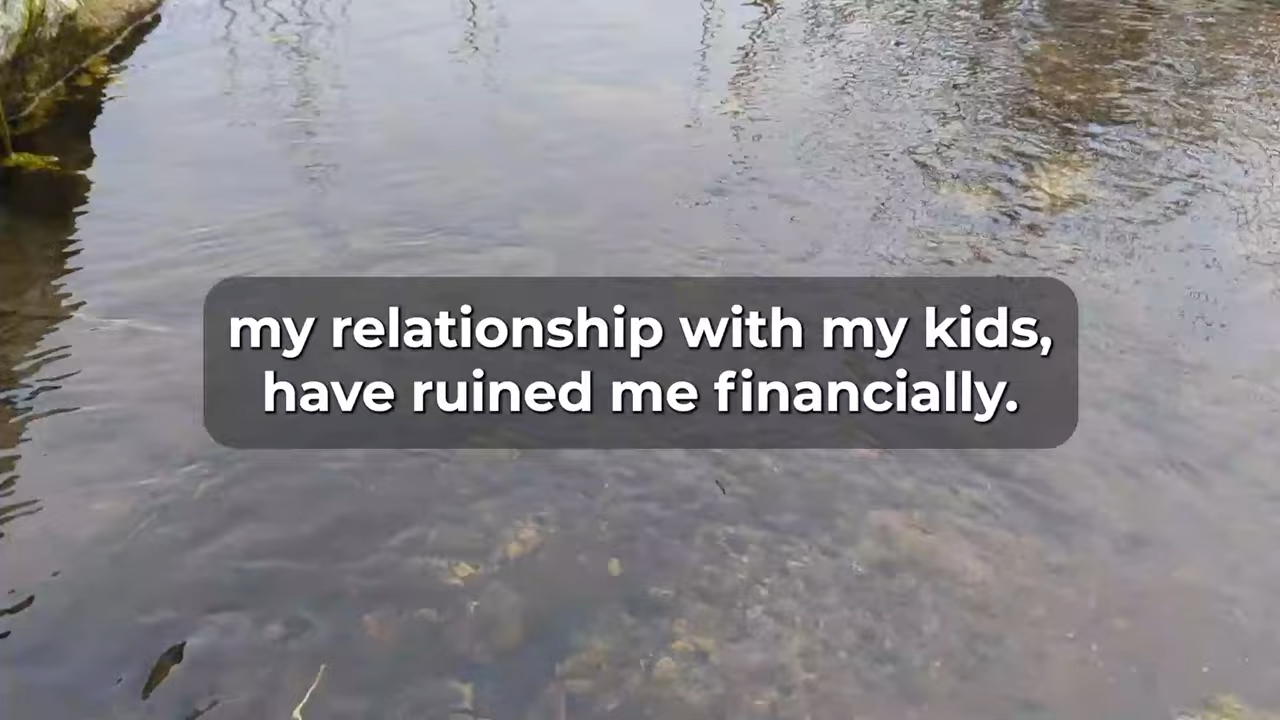 my relationship with my kids,
have ruined me financially.